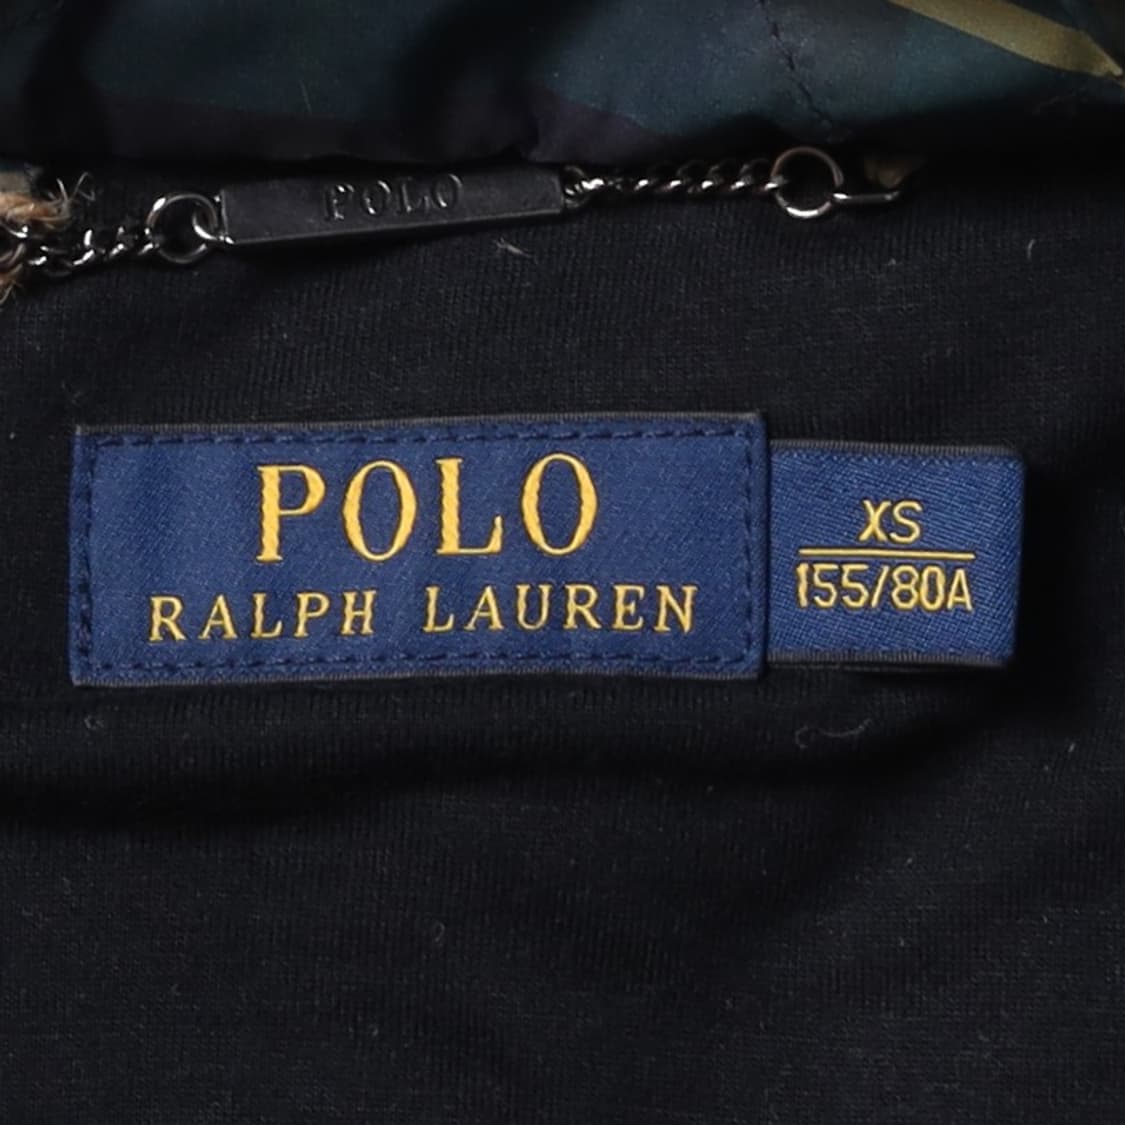 POLO
POLO
RALPH LAUREN
XS
155/80A